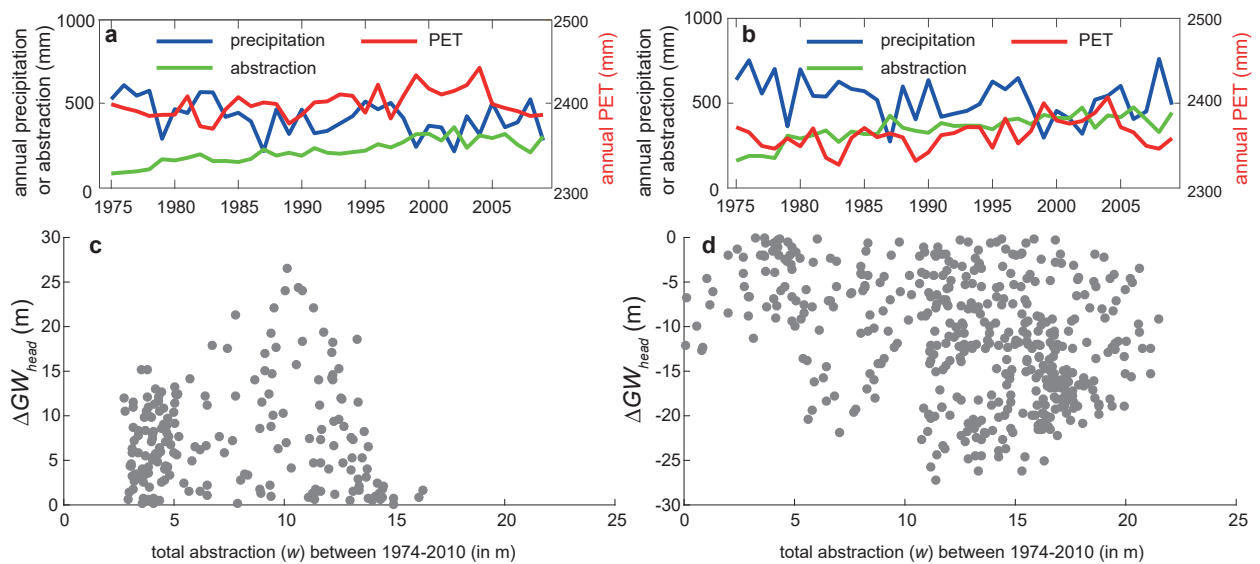 a
precipitation
PET
abstraction
annual precipitation
or abstraction (mm)
1000
500
0
2500
2400
2300
annual PET (mm)
1975 1980 1985 1990 1995 2000 2005
b
precipitation
PET
abstraction
annual precipitation
or abstraction (mm)
1000
500
0
2500
2400
2300
annual PET (mm)
1975 1980 1985 1990 1995 2000 2005
c
ΔGW_head (m)
30
25
20
15
10
5
0
0 5 10 15 20 25
total abstraction (w) between 1974-2010 (in m)
d
ΔGW_head (m)
0
-5
-10
-15
-20
-25
-30
0 5 10 15 20 25
total abstraction (w) between 1974-2010 (in m)